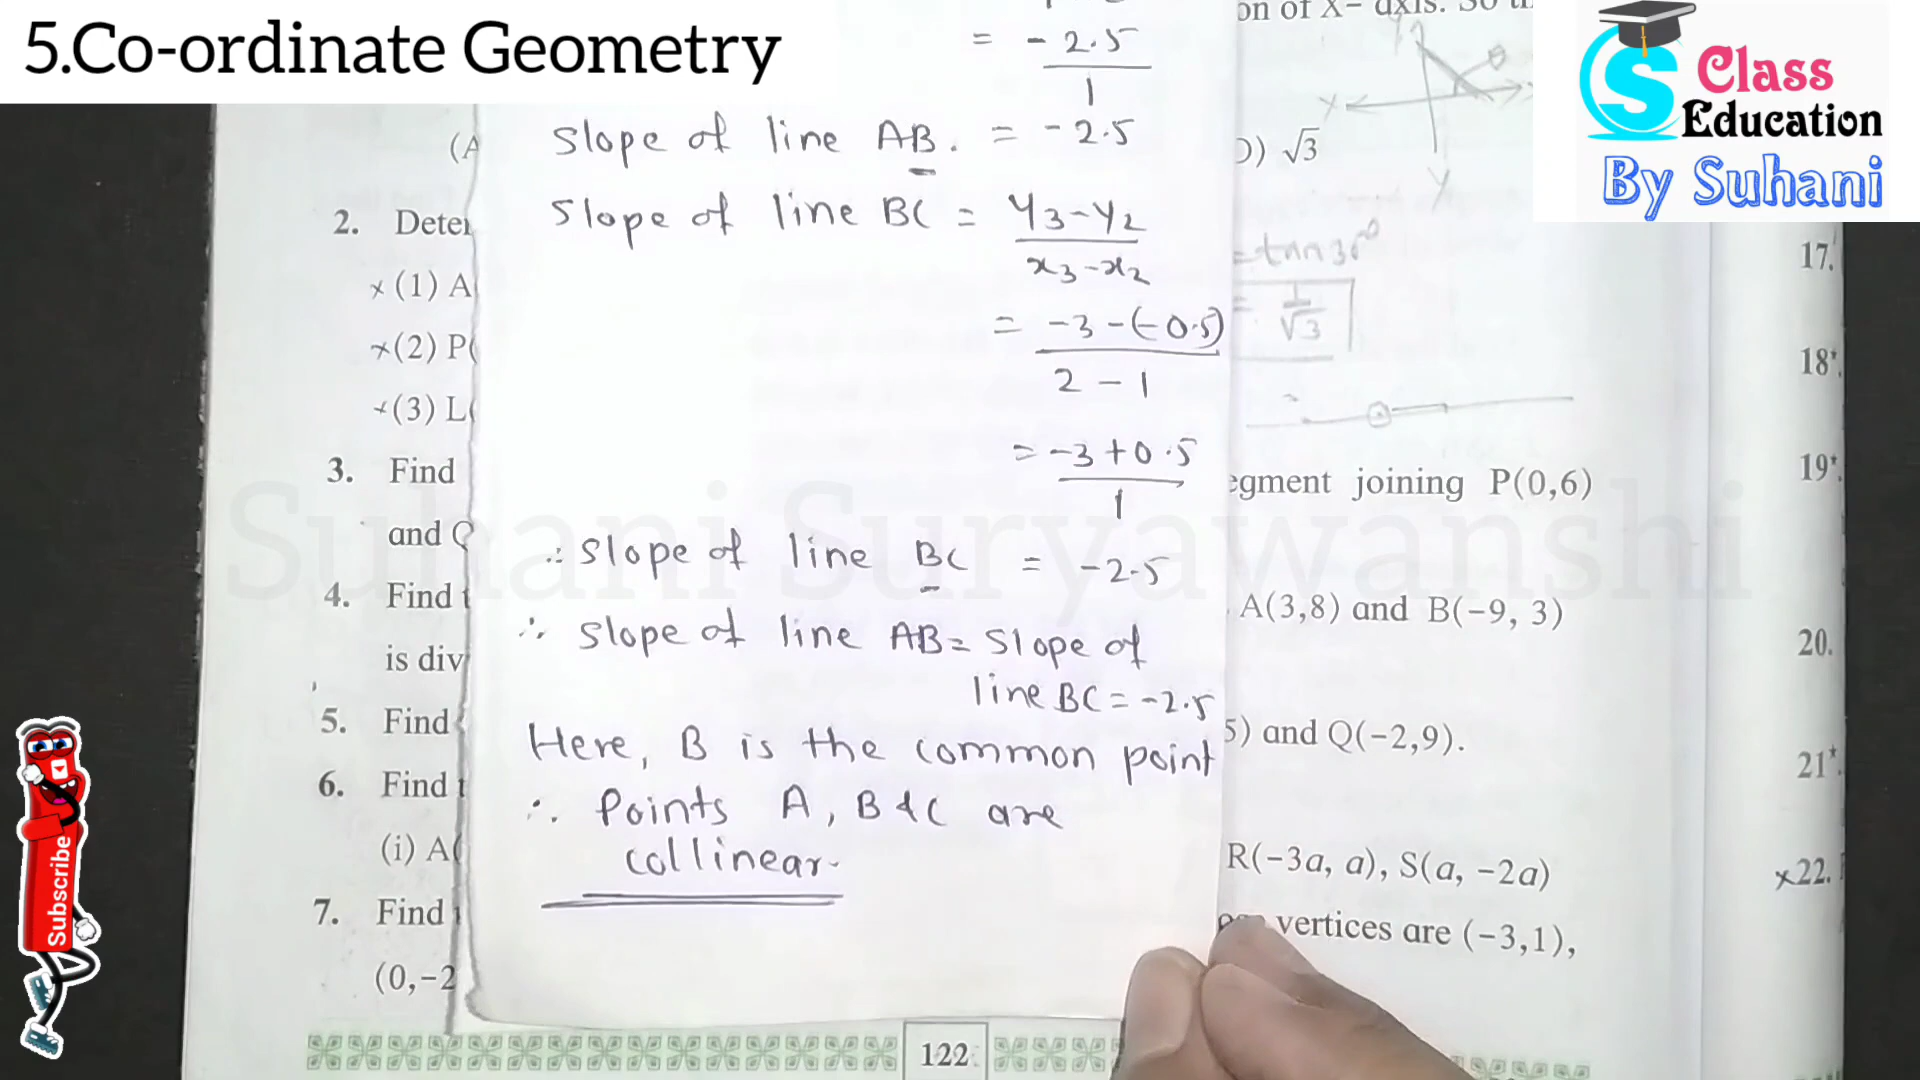 5.Co-ordinate Geometry
Class
Education
By Suhani
= -2.5
1
Slope of line AB. = -2.5
Slope of line BC = y3-y2
x3-x2
= -3-(-0.5)
2-1
= -3+0.5
1
∴ Slope of line BC = -2.5
∴ Slope of line AB = Slope of
line BC = -2.5
Here, B is the common point
∴ Points A, B & C are
collinear.
(A
D) √3
= tan30°
= 1
√3
2.
× (1) A
×(2) P(
(3) L(
3. Find
egment joining P(0,6)
and Q
4. Find
A(3,8) and B(−9, 3)
is div
5. Find
5) and Q(−2,9).
6. Find t
(i) A(
R(−3a, a), S(a, −2a)
7. Find
vertices are (−3,1),
(0,−2
122
17.
18*.
19*.
20.
21*.
×22.
Suhani Suryawanshi
Subscribe